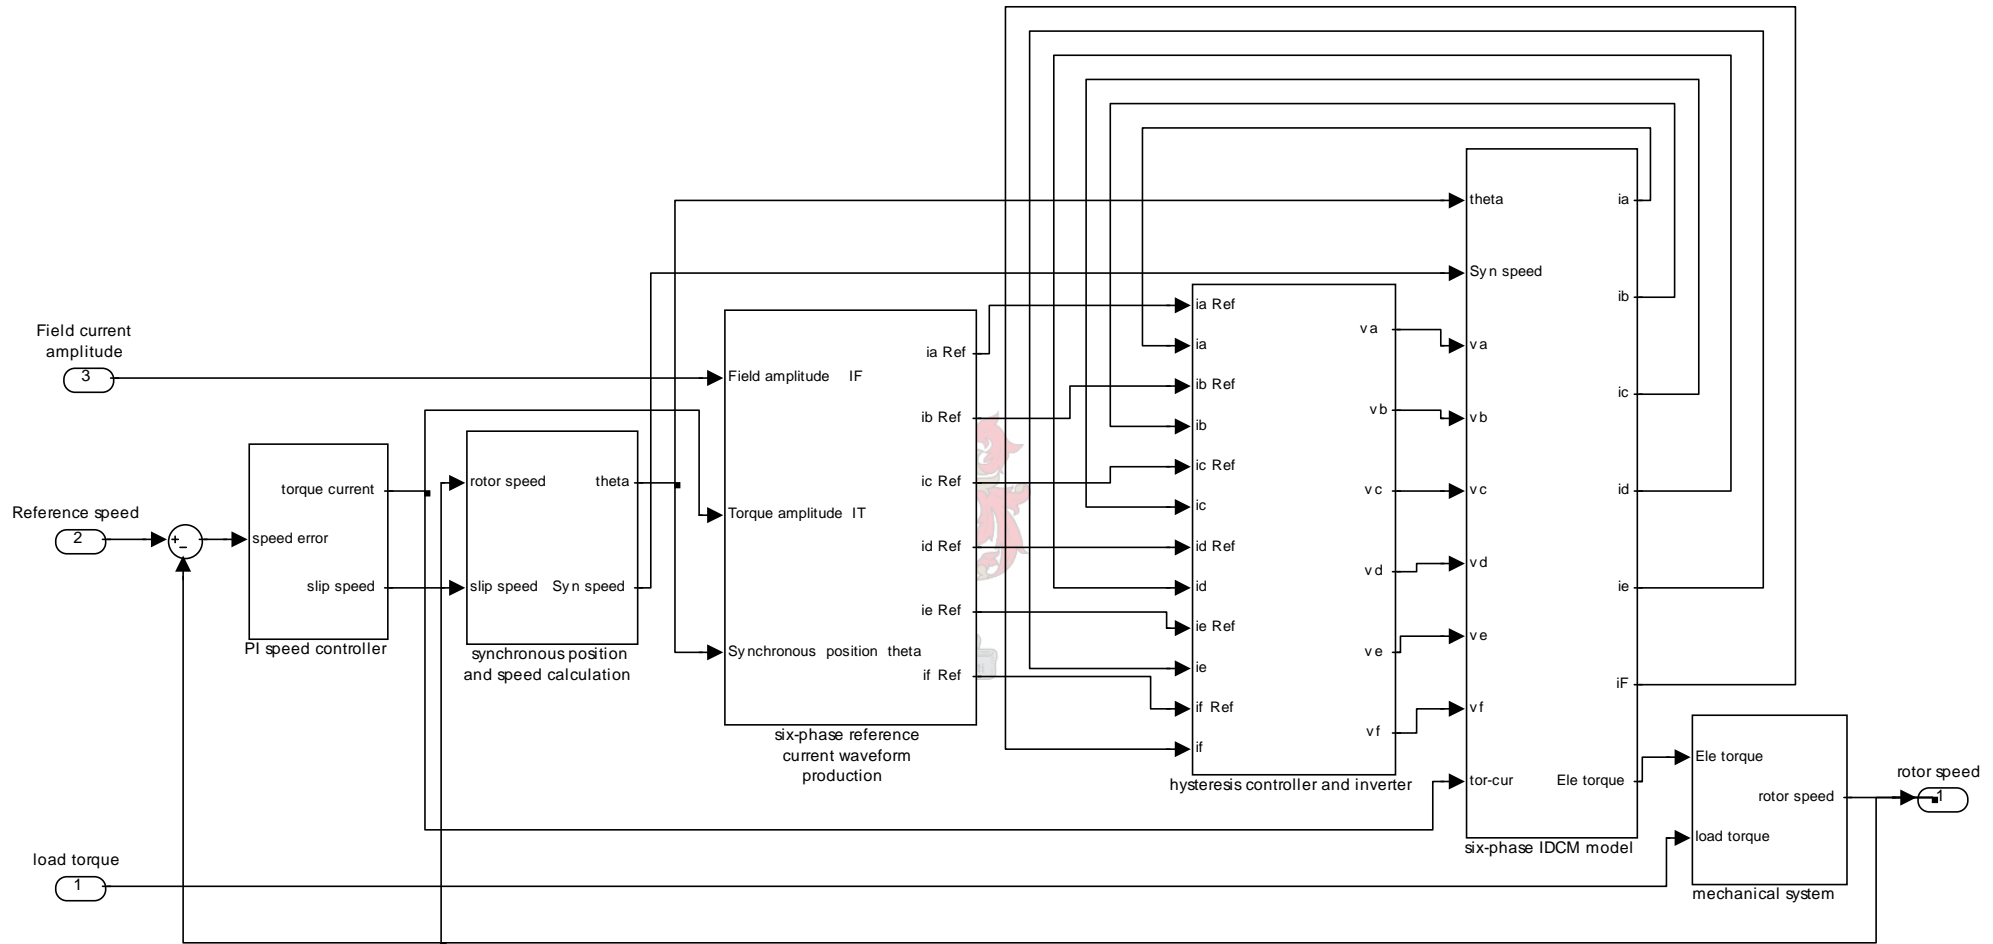 Field current
amplitude
3
Reference speed
2
+
−
load torque
1
speed error
torque current
slip speed
PI speed controller
rotor speed
theta
slip speed
Syn speed
synchronous position
and speed calculation
Field amplitude IF
Torque amplitude IT
Synchronous position theta
ia Ref
ib Ref
ic Ref
id Ref
ie Ref
if Ref
six-phase reference
current waveform
production
ia Ref
ia
ib Ref
ib
ic Ref
ic
id Ref
id
ie Ref
ie
if Ref
if
va
vb
vc
vd
ve
vf
hysteresis controller and inverter
theta
Syn speed
va
vb
vc
vd
ve
vf
tor-cur
ia
ib
ic
id
ie
iF
Ele torque
six-phase IDCM model
Ele torque
rotor speed
load torque
mechanical system
rotor speed
1